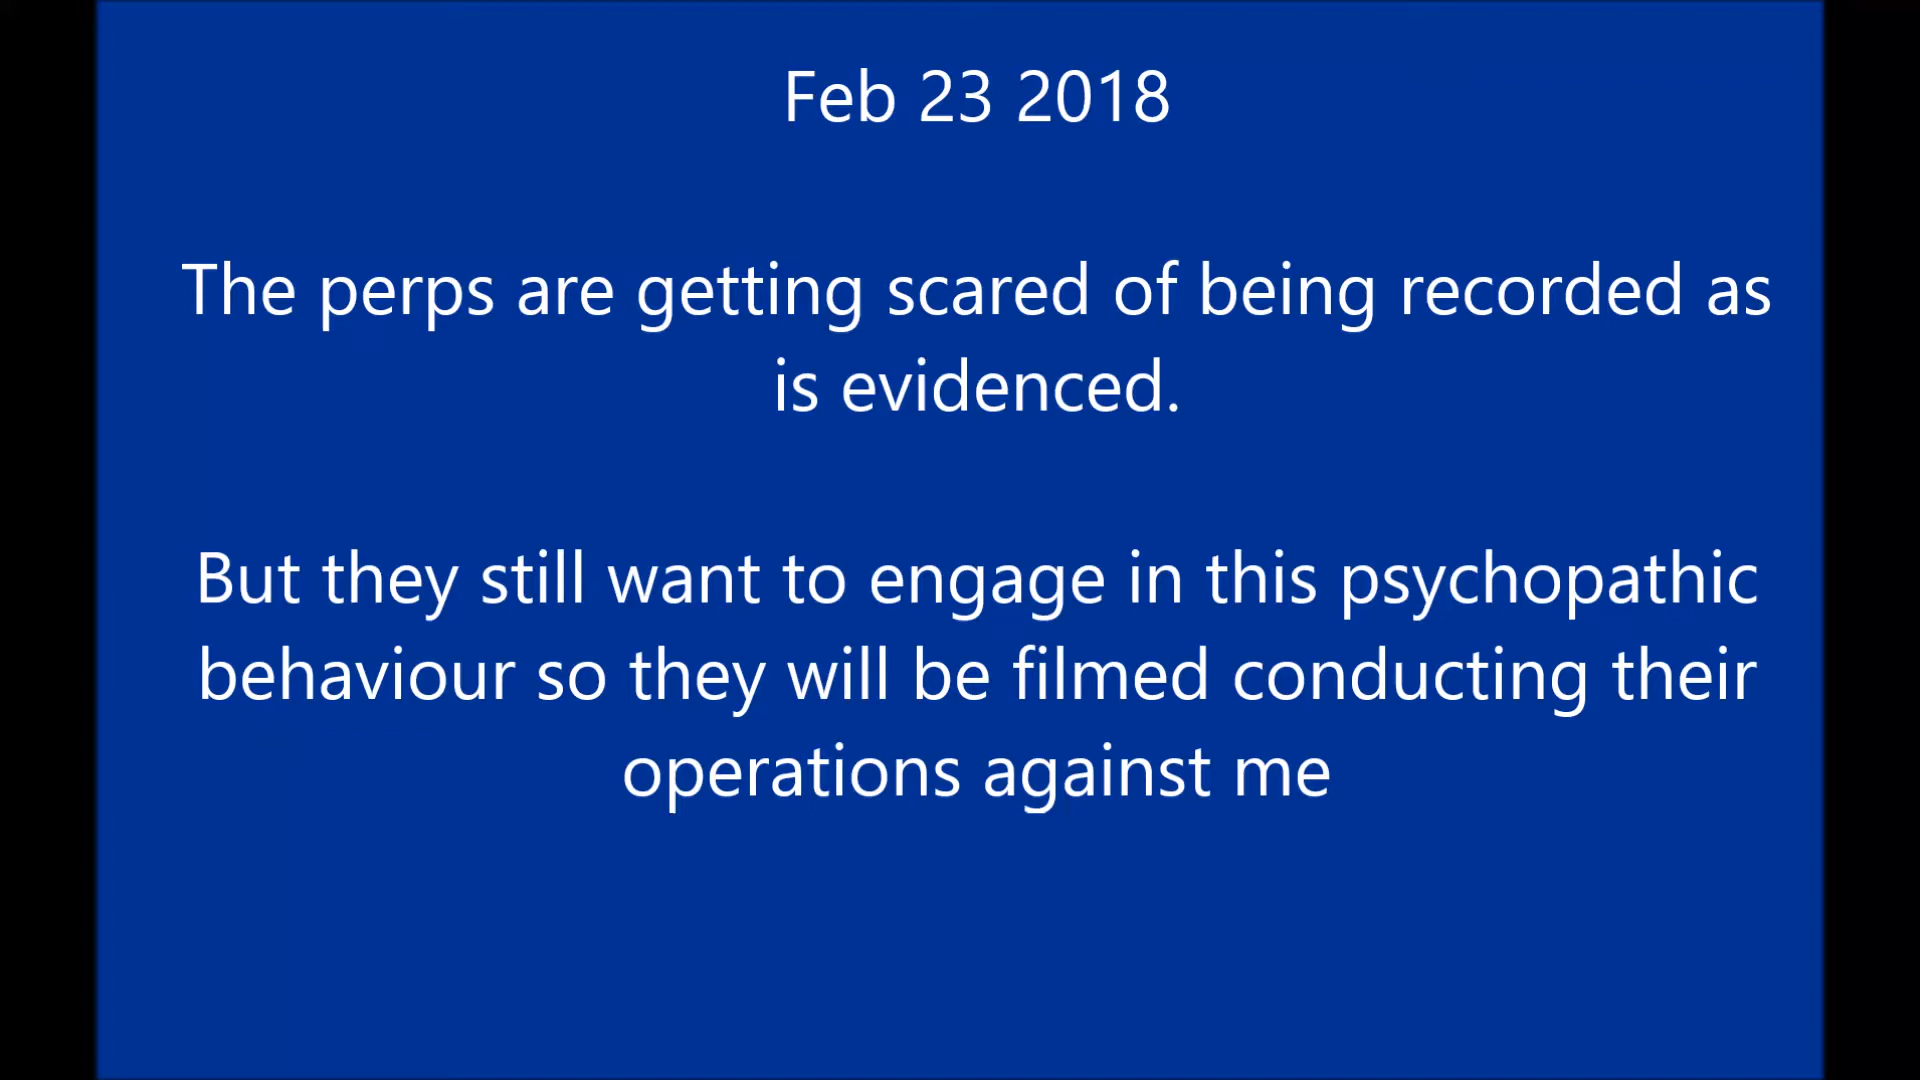 Feb 23 2018
The perps are getting scared of being recorded as
is evidenced.
But they still want to engage in this psychopathic
behaviour so they will be filmed conducting their
operations against me